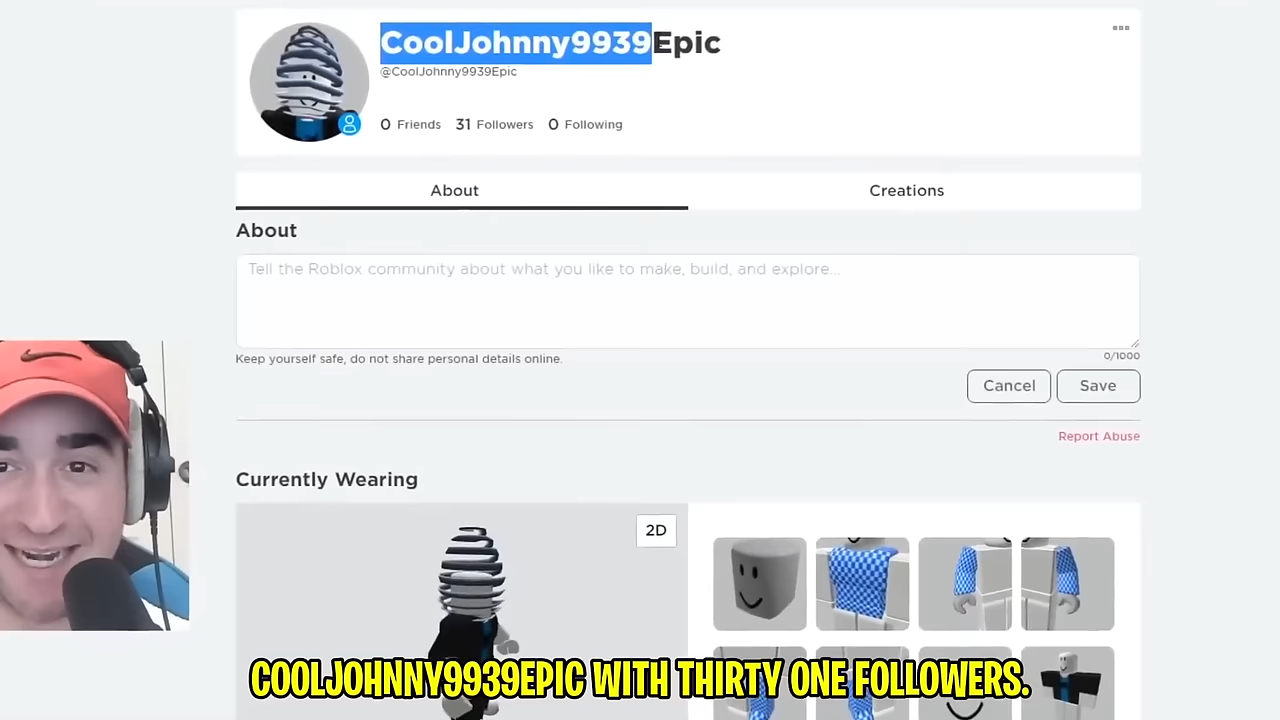 CoolJohnny9939Epic
@CoolJohnny9939Epic
0 Friends 31 Followers 0 Following
About Creations
About
Tell the Roblox community about what you like to make, build, and explore...
Keep yourself safe, do not share personal details online. 0/1000
Cancel Save
Report Abuse
Currently Wearing
2D
COOLJOHNNY9939EPIC WITH THIRTY ONE FOLLOWERS.